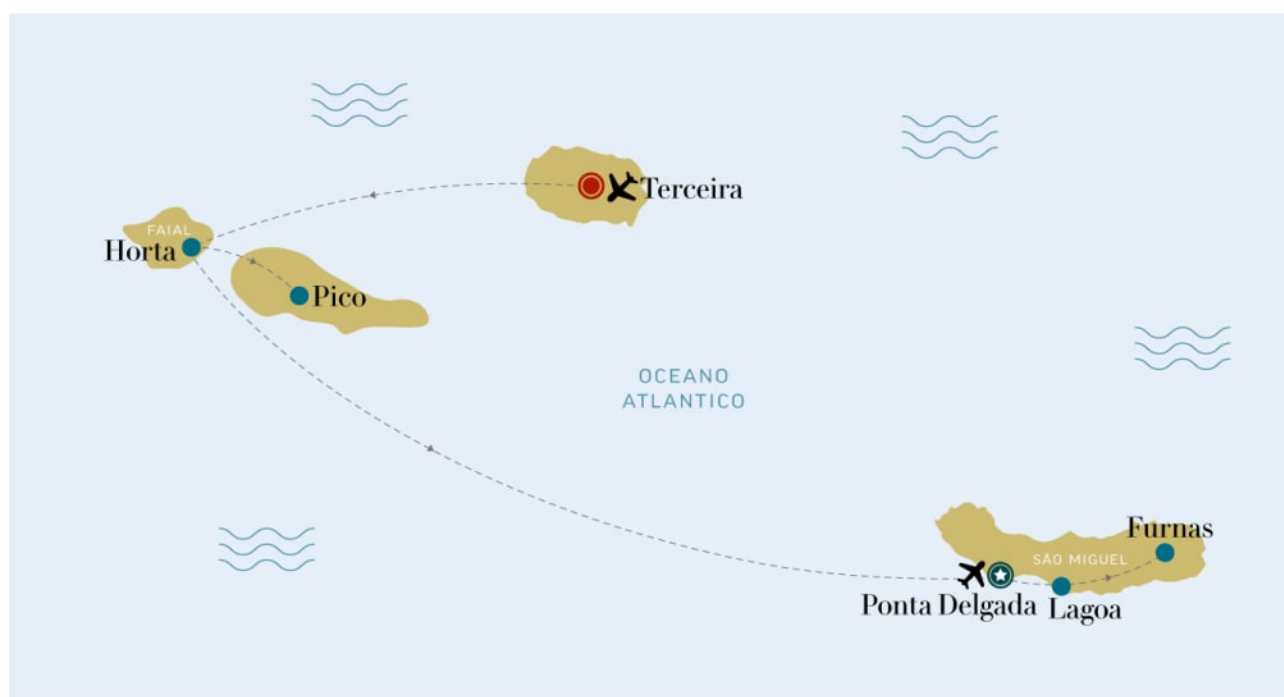 Terceira
FAIAL
Horta
Pico
OCEANO
ATLANTICO
Furnas
SÃO MIGUEL
Ponta Delgada
Lagoa